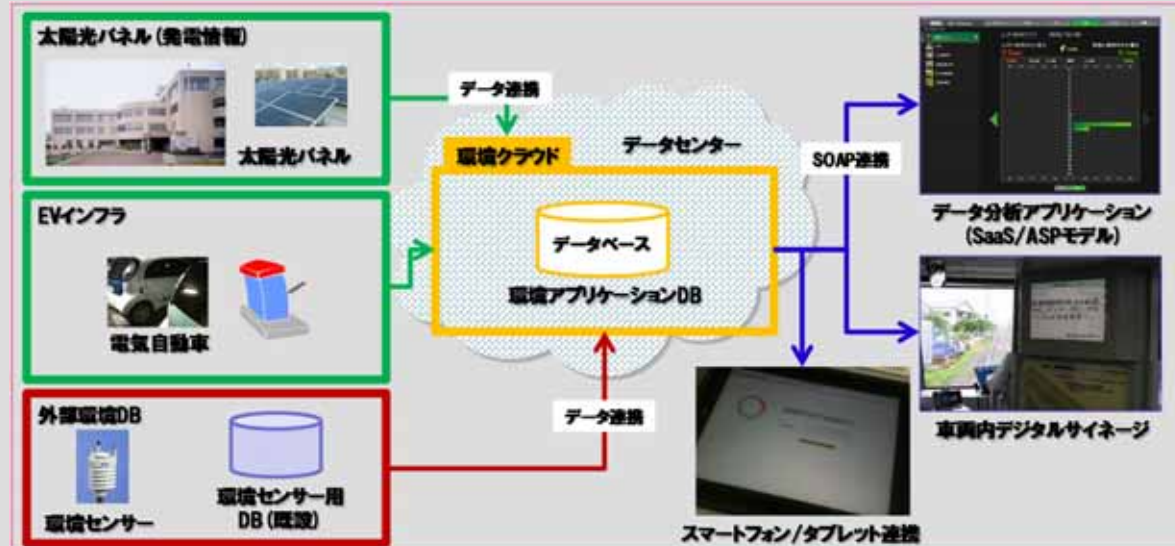 太陽光パネル(発電情報)
太陽光パネル
EVインフラ
電気自動車
外部環境DB
環境センサー
環境センサー用
DB(既設)
データ連携
環境クラウド
データセンター
データベース
環境アプリケーションDB
データ連携
SOAP連携
データ分析アプリケーション
(SaaS/ASPモデル)
車両内デジタルサイネージ
スマートフォン/タブレット連携